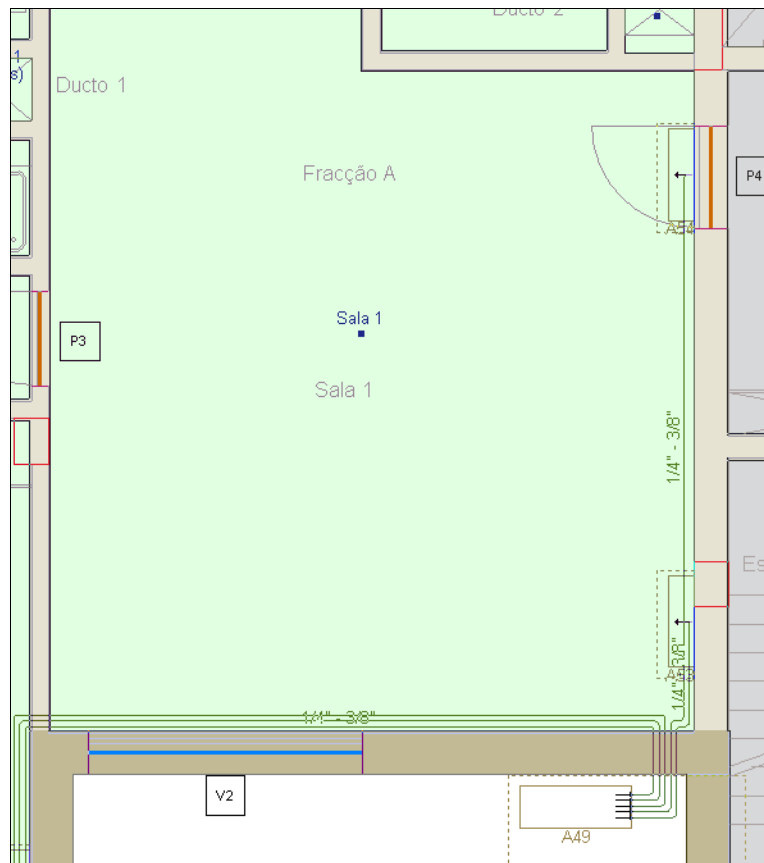 Ducto 2
1
s)
Ducto 1
Fracção A
P4
A54
Sala 1
P3
Sala 1
1/4" - 3/8"
Es
A53
1/4" - 3/8"
1/4" - 3/8"
V2
A49